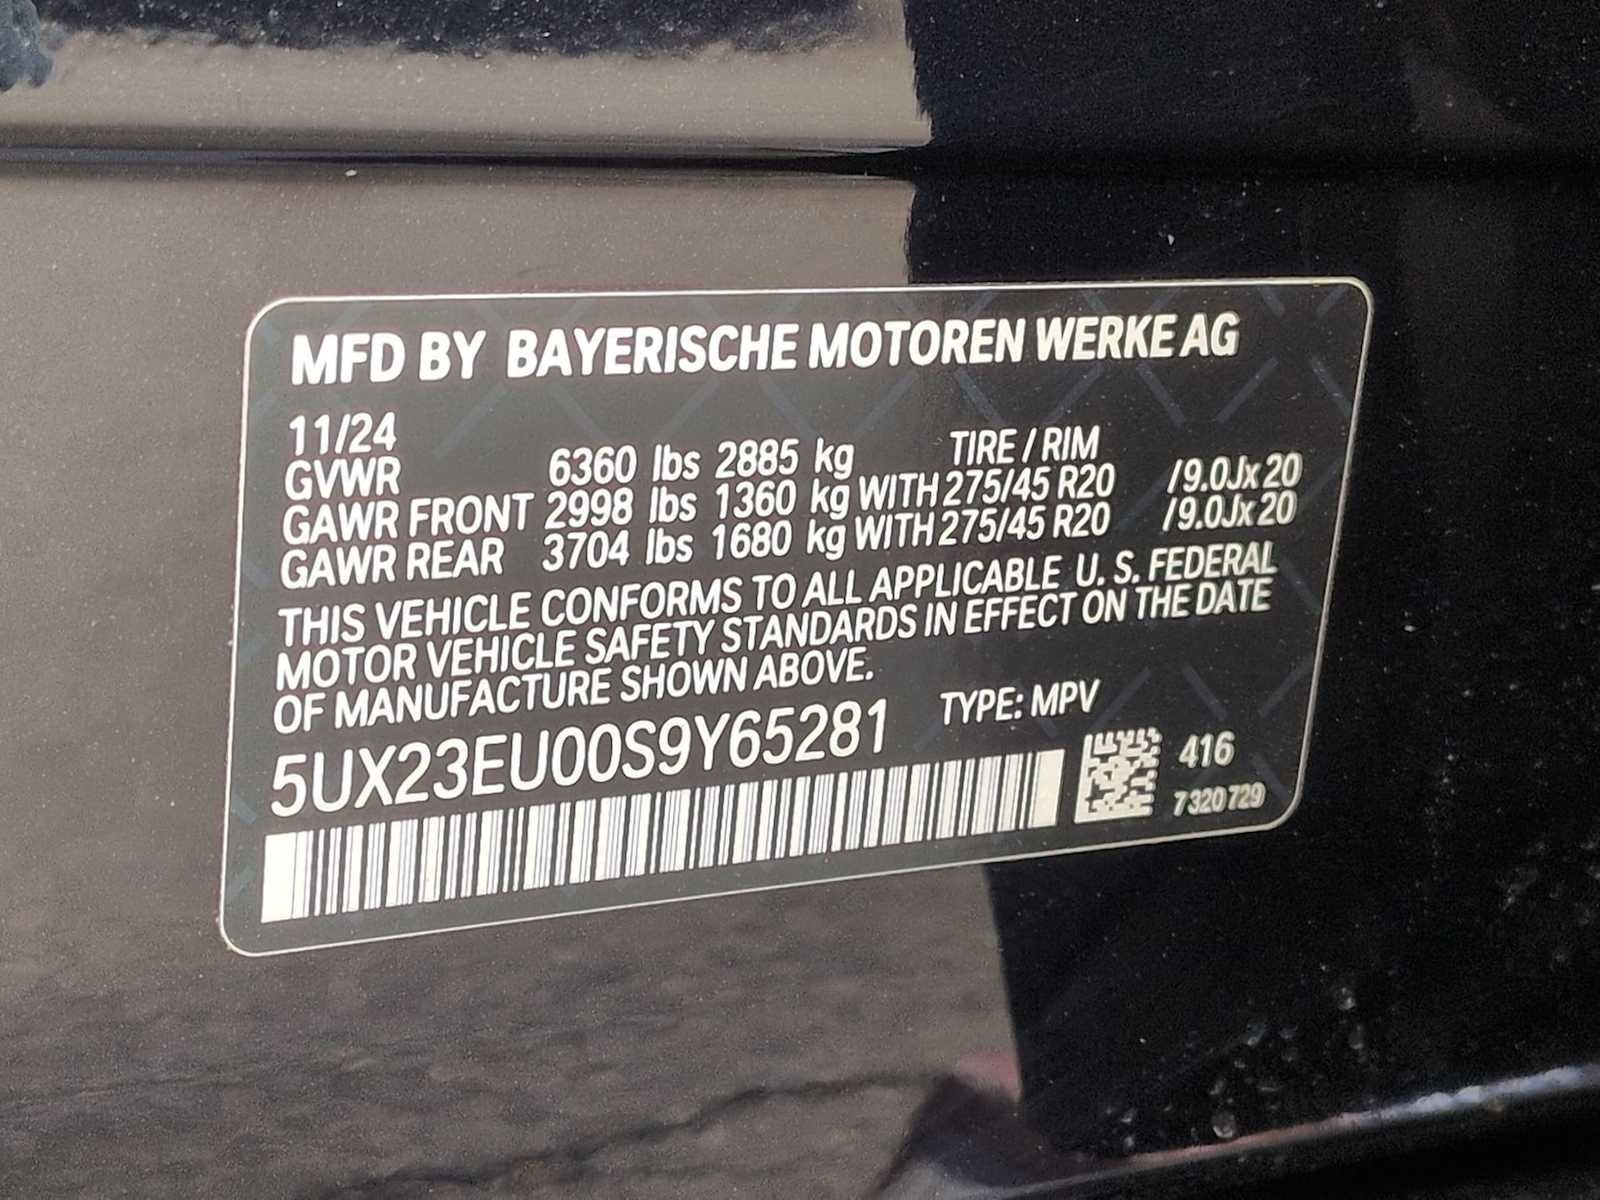 MFD BY BAYERISCHE MOTOREN WERKE AG
11/24 TIRE / RIM
GVWR 6360 lbs 2885 kg
GAWR FRONT 2998 lbs 1360 kg WITH 275/45 R20 /9.0Jx20
GAWR REAR 3704 lbs 1680 kg WITH 275/45 R20 /9.0Jx20
THIS VEHICLE CONFORMS TO ALL APPLICABLE U. S. FEDERAL
MOTOR VEHICLE SAFETY STANDARDS IN EFFECT ON THE DATE
OF MANUFACTURE SHOWN ABOVE.
5UX23EU00S9Y65281 TYPE: MPV
416
7320729